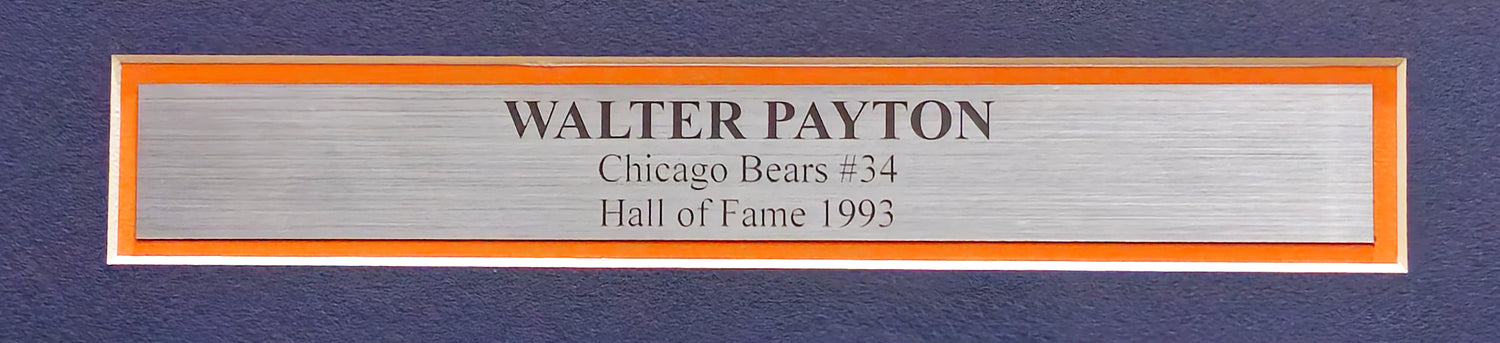 WALTER PAYTON
Chicago Bears #34
Hall of Fame 1993